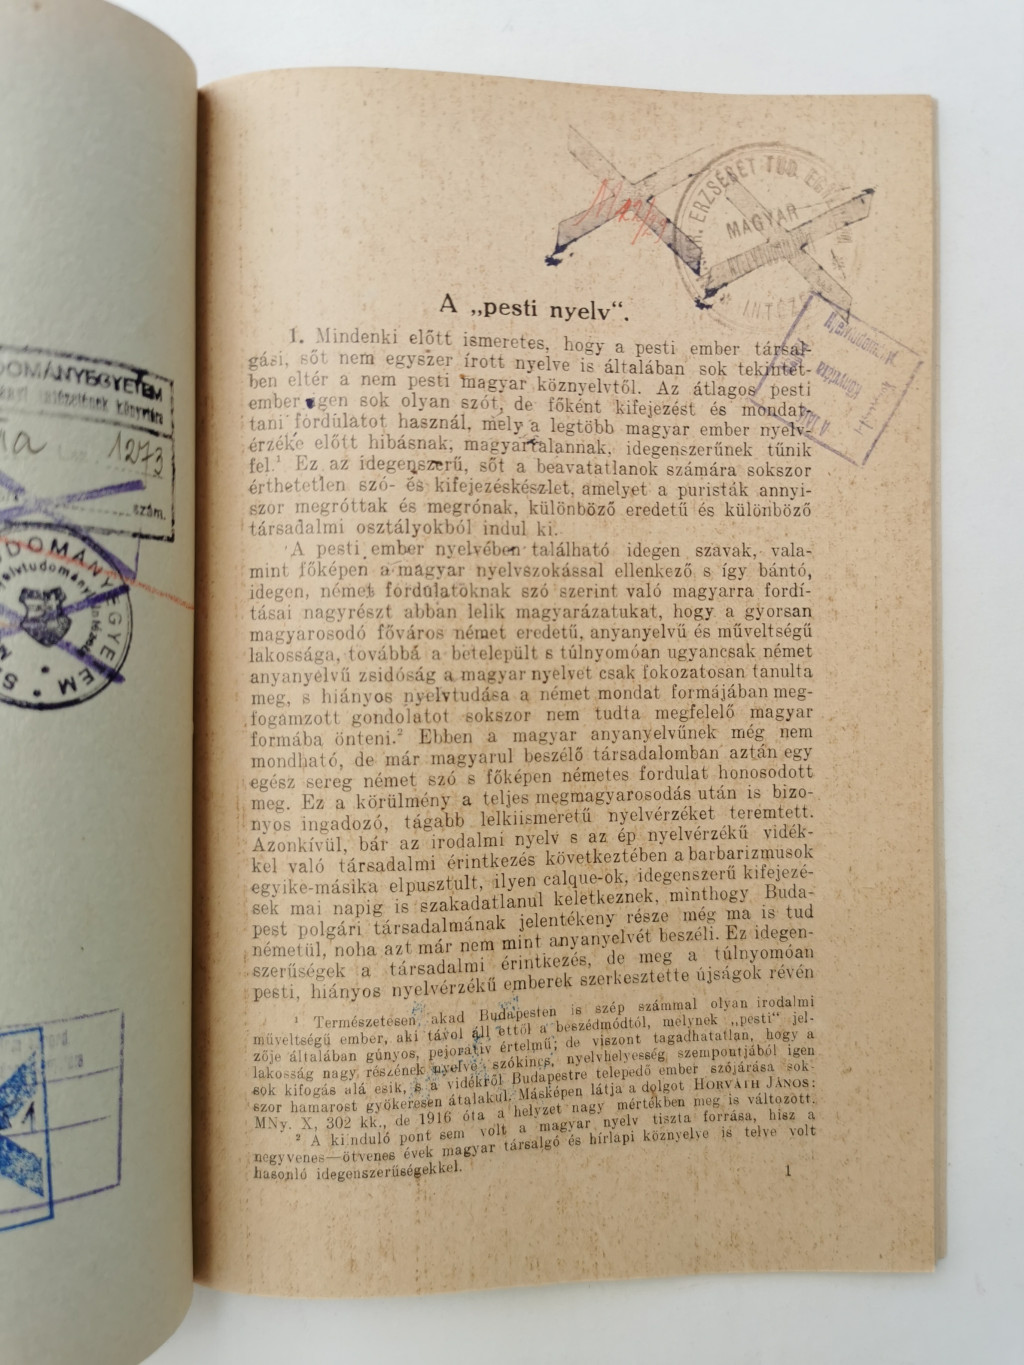 DOMÁNYEGYETEM
1273
szám.
UDOMÁNYEGYETEM
1
M 22/29
ERZSÉBET TUD. EGY
MAGYAR
A „pesti nyelv“.
1. Mindenki előtt ismeretes, hogy a pesti ember társal-
gási, sőt nem egyszer írott nyelve is általában sok tekintet-
ben eltér a nem pesti magyar köznyelvtől. Az átlagos pesti
ember igen sok olyan szót, de főként kifejezést és mondat-
tani fordulatot használ, mely a legtöbb magyar ember nyelv-
érzéke előtt hibásnak, magyartalannak, idegenszerűnek tűnik
fel.¹ Ez az idegenszerű, sőt a beavatatlanok számára sokszor
érthetetlen szó- és kifejezéskészlet, amelyet a puristák annyi-
szor megróttak és megrónak, különböző eredetű és különböző
társadalmi osztályokból indul ki.
A pesti ember nyelvében található idegen szavak, vala-
mint főképen a magyar nyelvszokással ellenkező s így bántó,
idegen, német fordulatoknak szó szerint való magyarra fordí-
tásai nagyrészt abban lelik magyarázatukat, hogy a gyorsan
magyarosodó főváros német eredetű, anyanyelvű és műveltségű
lakossága, továbbá a betelepült s túlnyomóan ugyancsak német
anyanyelvű zsidóság a magyar nyelvet csak fokozatosan tanulta
meg, s hiányos nyelvtudása a német mondat formájában meg-
fogamzott gondolatot sokszor nem tudta megfelelő magyar
formába önteni.² Ebben a magyar anyanyelvűnek még nem
mondható, de már magyarul beszélő társadalomban aztán egy
egész sereg német szó s főképen németes fordulat honosodott
meg. Ez a körülmény a teljes megmagyarosodás után is bizo-
nyos ingadozó, tágabb lelkiismeretű nyelvérzéket teremtett.
Azonkívül, bár az irodalmi nyelv s az ép nyelvérzékű vidék-
kel való társadalmi érintkezés következtében a barbarizmusok
egyike-másika elpusztult, ilyen calque-ok, idegenszerű kifejezé-
sek mai napig is szakadatlanul keletkeznek, minthogy Buda-
pest polgári társadalmának jelentékeny része még ma is tud
németül, noha azt már nem mint anyanyelvét beszéli. Ez idegen-
szerűségek a társadalmi érintkezés, de meg a túlnyomóan
pesti, hiányos nyelvérzékű emberek szerkesztette újságok révén
¹ Természetesen, akad Budapesten is szép számmal olyan irodalmi
műveltségű ember, aki távol áll ettől a beszédmódtól, melynek „pesti“ jel-
zője általában gúnyos, pejoratív értelmű; de viszont tagadhatatlan, hogy a
lakosság nagy részének nyelve, szókincs, nyelvhelyesség szempontjából igen
sok kifogás alá esik, s a vidékről Budapestre telepedő ember szójárása sok-
szor hamarost gyökeresen átalakul. Másképen látja a dolgot HORVÁTH JÁNOS:
MNy. X, 302 kk., de 1916 óta a helyzet nagy mértékben meg is változott.
² A kiinduló pont sem volt a magyar nyelv tiszta forrása, hisz a
negyvenes—ötvenes évek magyar társalgó és hírlapi köznyelve is telve volt
hasonló idegenszerűségekkel.
1